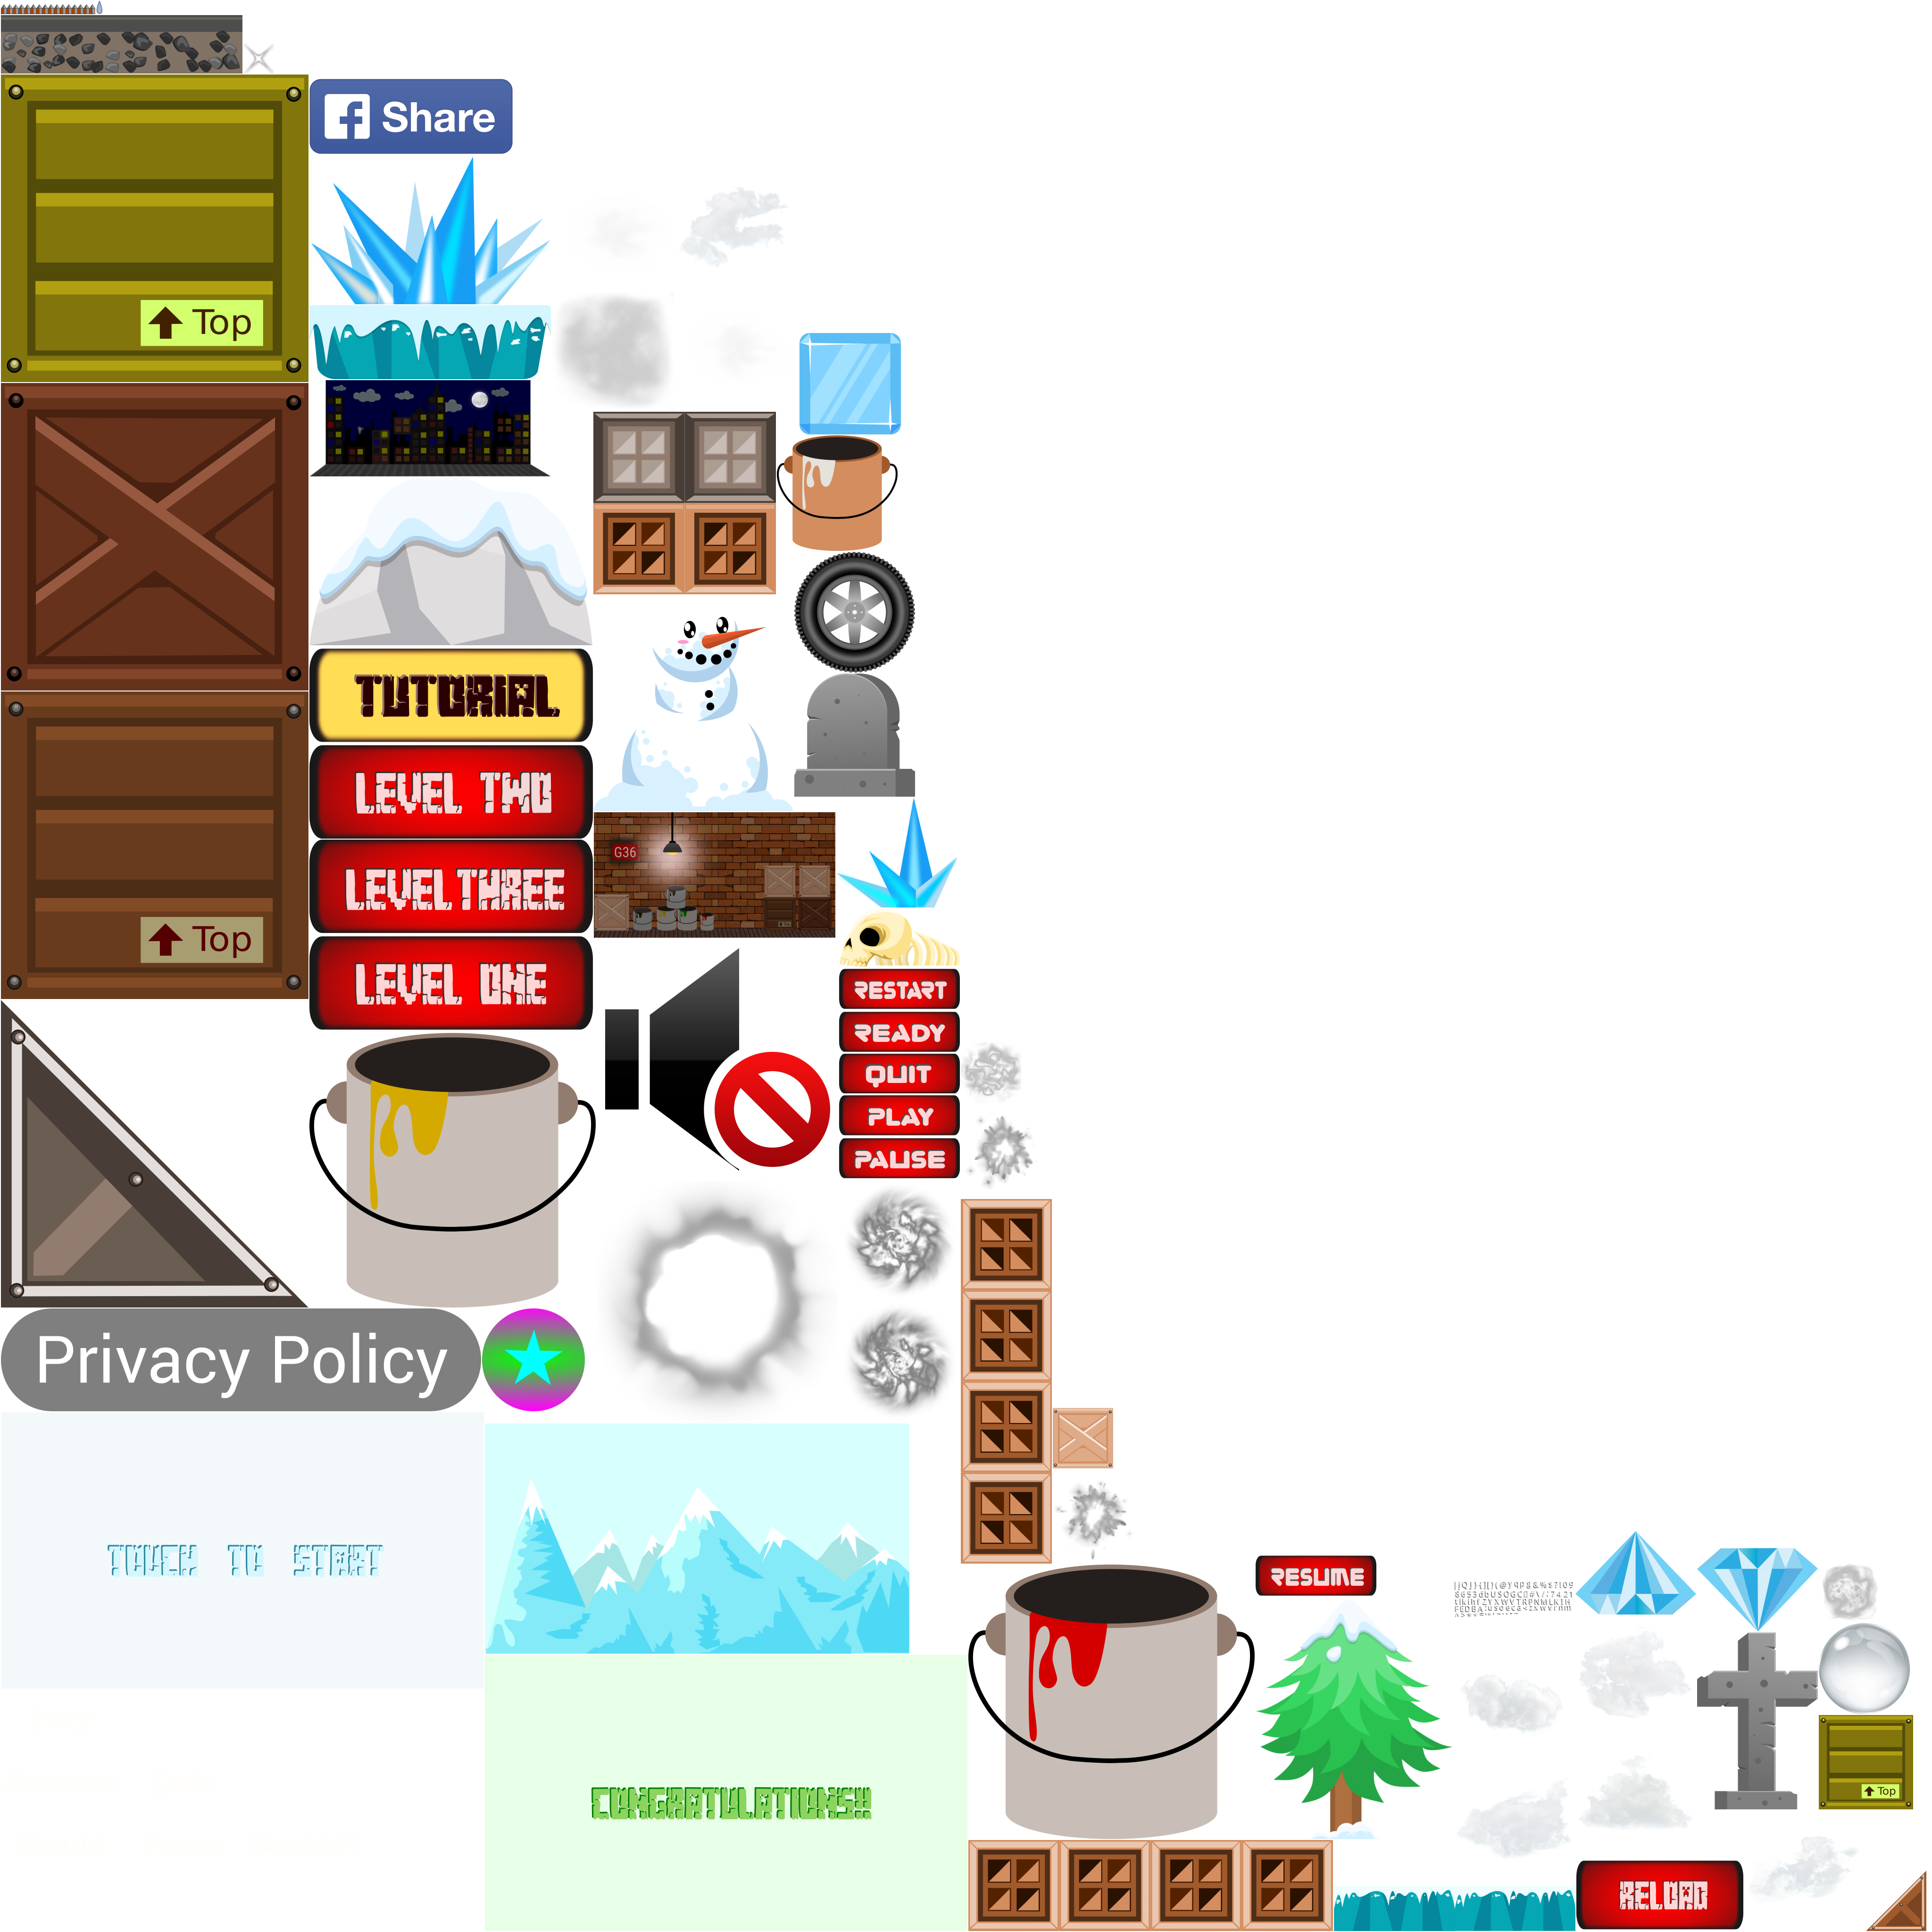 Share
Top
TUTORIAL
LEVEL TWO
G36
LEVEL THREE
Top
LEVEL ONE
RESTART
READY
QUIT
PLAY
PAUSE
Privacy Policy
TOUCH TO START
RESUME
CONGRATULATIONS!!
Top
RELOAD